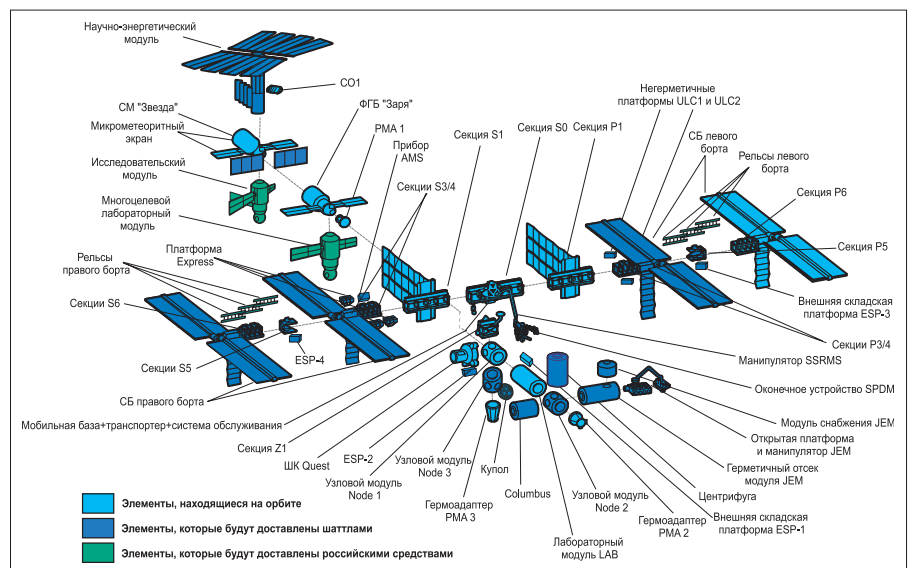 Научно-энергетический
модуль
СО1
СМ "Звезда"
Микрометеоритный
экран
Исследовательский
модуль
Многоцелевой
лабораторный
модуль
ФГБ "Заря"
PMA 1
Прибор
AMS
Секции S3/4
Секция S1
Секция S0
Секция P1
Негерметичные
платформы ULC1 и ULC2
СБ левого
борта
Рельсы левого
борта
Секция P6
Секция P5
Внешняя складская
платформа ESP-3
Секции P3/4
Манипулятор SSRMS
Оконечное устройство SPDM
Модуль снабжения JEM
Открытая платформа
и манипулятор JEM
Герметичный отсек
модуля JEM
Центрифуга
Внешняя складская
платформа ESP-1
Рельсы
правого борта
Платформа
Express
Секции S6
Секции S5
ESP-4
СБ правого борта
Мобильная база+транспортер+система обслуживания
Секция Z1
ШК Quest
ESP-2
Узловой модуль
Node 1
Узловой модуль
Node 3
Гермоадаптер
PMA 3
Купол
Columbus
Лабораторный
модуль LAB
Узловой модуль
Node 2
Гермоадаптер
PMA 2
Элементы, находящиеся на орбите
Элементы, которые будут доставлены шаттлами
Элементы, которые будут доставлены российскими средствами